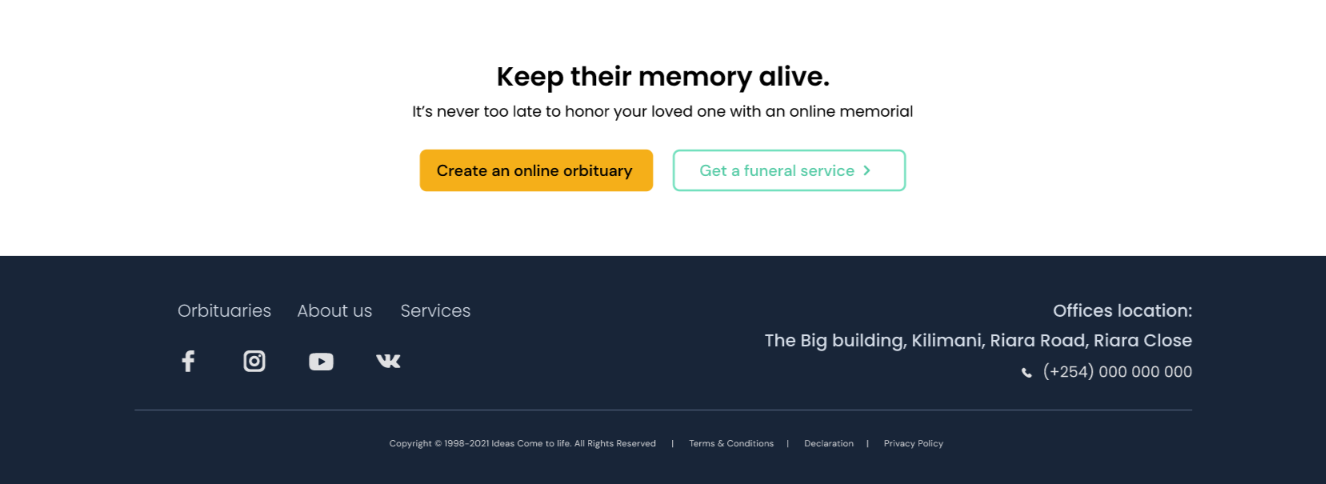 Keep their memory alive.
It's never too late to honor your loved one with an online memorial
Create an online orbituary
Get a funeral service >
Orbituaries About us Services
Offices location:
The Big building, Kilimani, Riara Road, Riara Close
(+254) 000 000 000
Copyright © 1998-2021 Ideas Come to life. All Rights Reserved | Terms & Conditions | Declaration | Privacy Policy